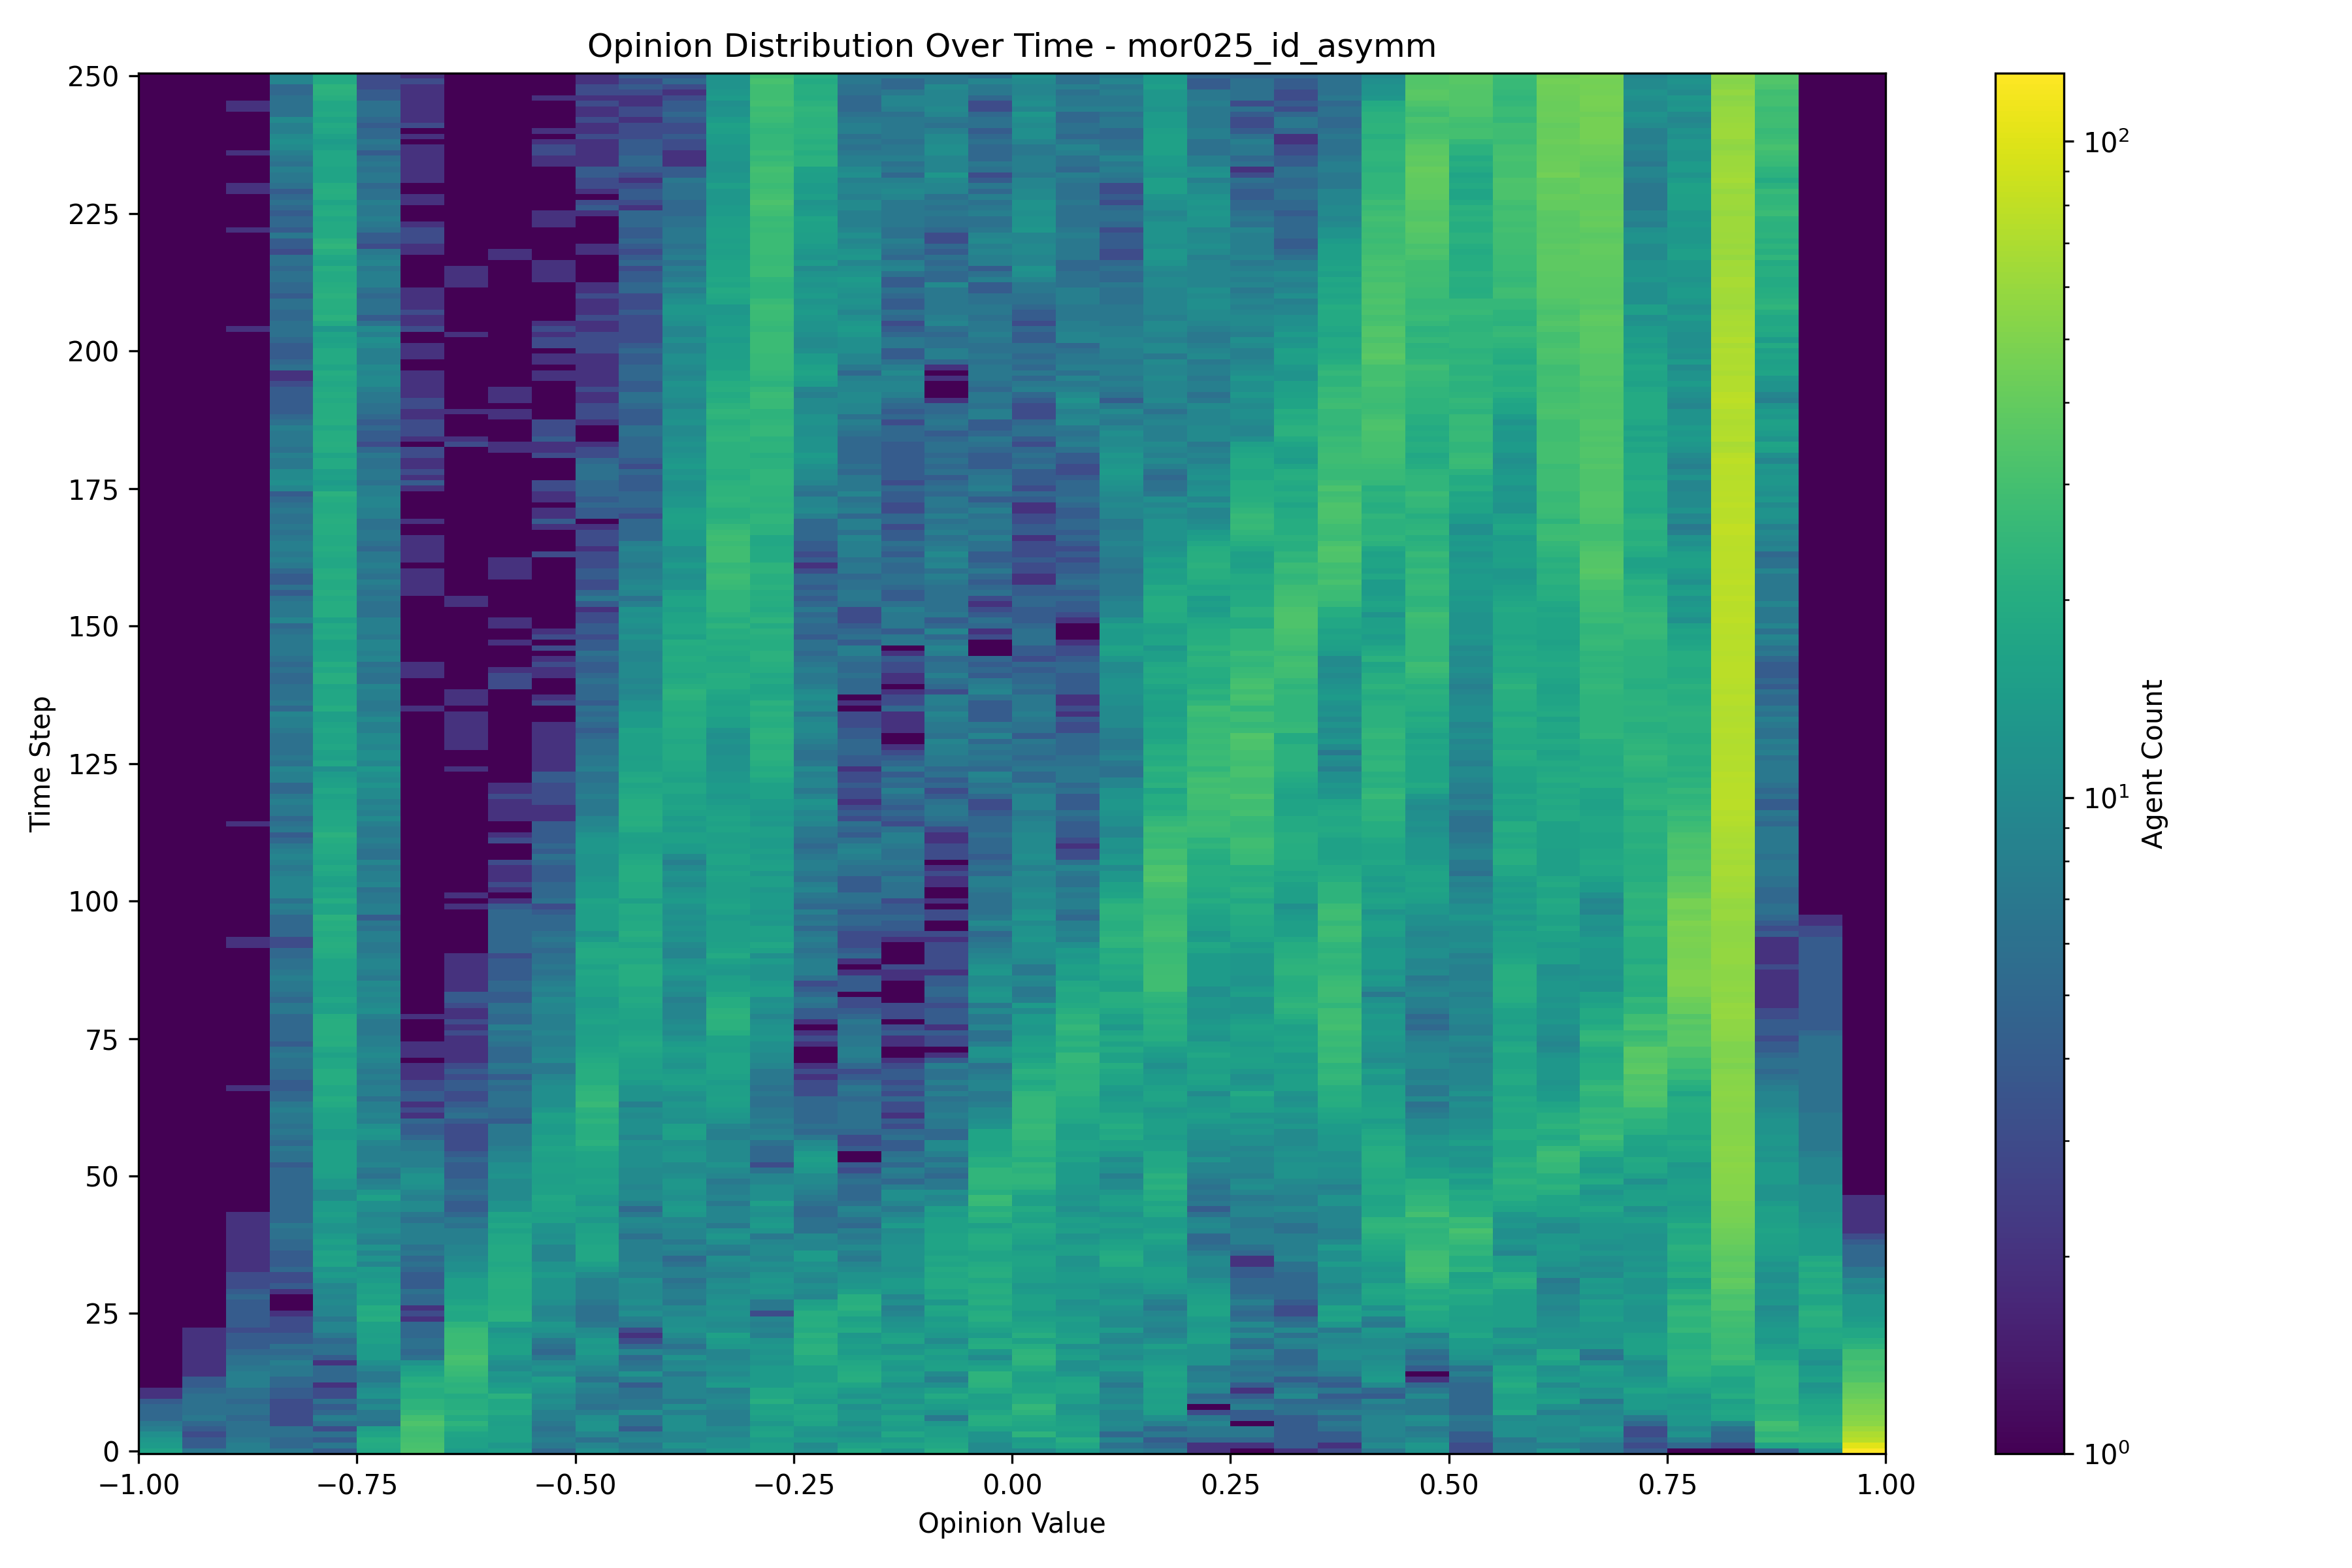 Opinion Distribution Over Time - mor025_id_asymm
250
225
200
175
150
125
100
75
50
25
0
Time Step
−1.00 −0.75 −0.50 −0.25 0.00 0.25 0.50 0.75 1.00
Opinion Value
10²
10¹
10⁰
Agent Count